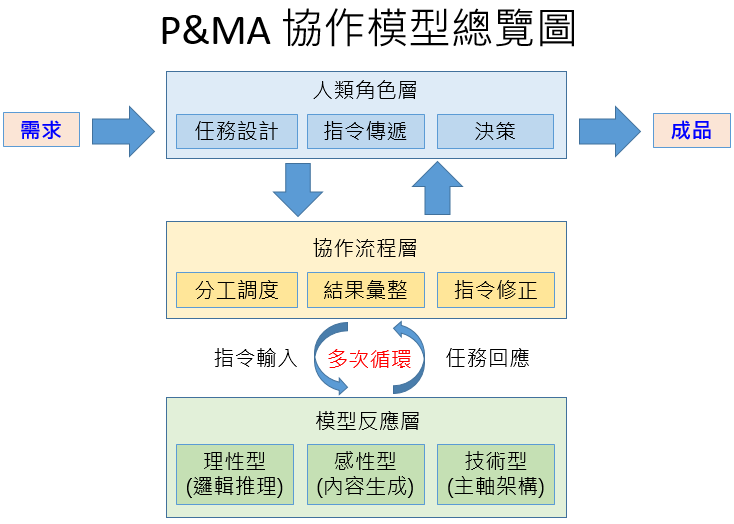 P&MA 協作模型總覽圖
人類角色層
需求
任務設計
指令傳遞
決策
成品
協作流程層
分工調度
結果彙整
指令修正
指令輸入
多次循環
任務回應
模型反應層
理性型
(邏輯推理)
感性型
(內容生成)
技術型
(主軸架構)